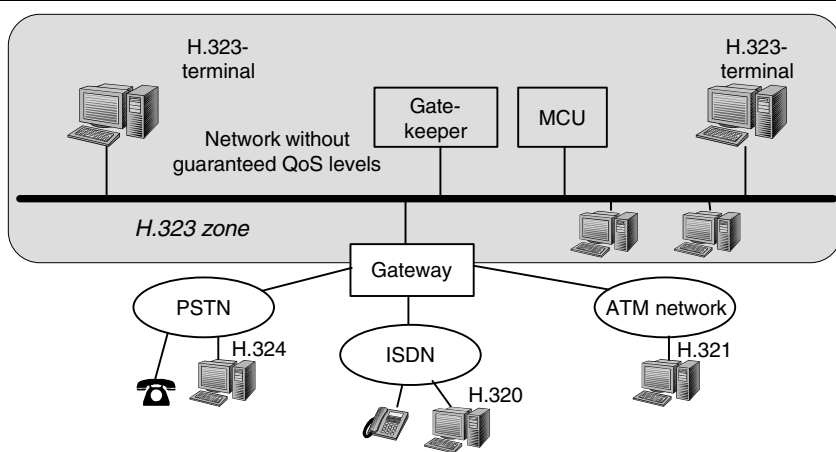 H.323-
terminal
H.323-
terminal
Gate-
keeper
MCU
Network without
guaranteed QoS levels
H.323 zone
Gateway
PSTN
ATM network
H.324
ISDN
H.321
H.320